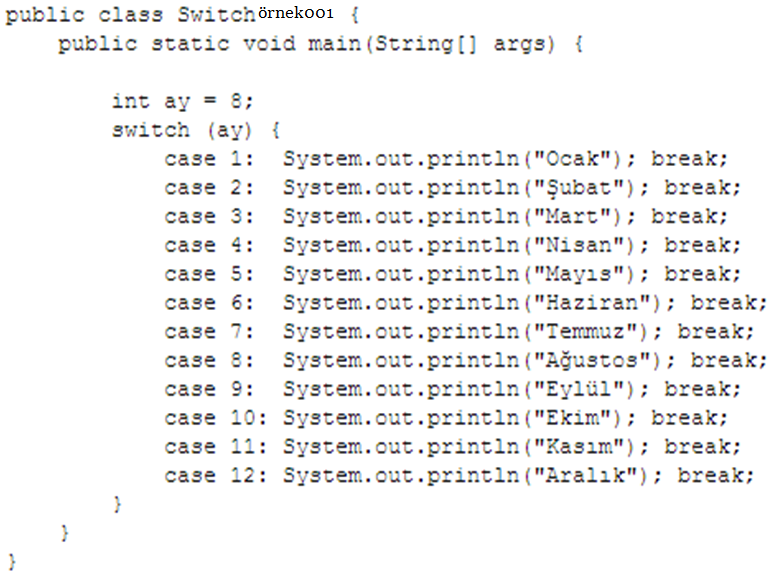 public class Switchörnek001 {
    public static void main(String[] args) {

        int ay = 8;
        switch (ay) {
            case 1:  System.out.println("Ocak"); break;
            case 2:  System.out.println("Şubat"); break;
            case 3:  System.out.println("Mart"); break;
            case 4:  System.out.println("Nisan"); break;
            case 5:  System.out.println("Mayıs"); break;
            case 6:  System.out.println("Haziran"); break;
            case 7:  System.out.println("Temmuz"); break;
            case 8:  System.out.println("Ağustos"); break;
            case 9:  System.out.println("Eylül"); break;
            case 10: System.out.println("Ekim"); break;
            case 11: System.out.println("Kasım"); break;
            case 12: System.out.println("Aralık"); break;
        }
    }
}